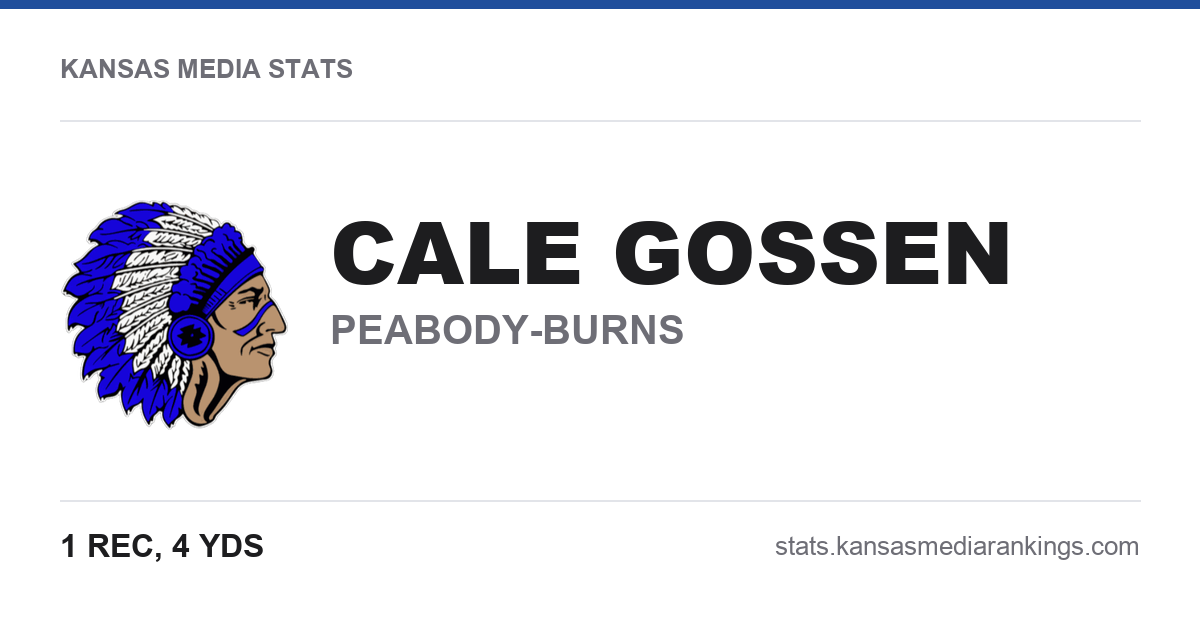 KANSAS MEDIA STATS
CALE GOSSEN
PEABODY-BURNS
1 REC, 4 YDS
stats.kansasmediarankings.com